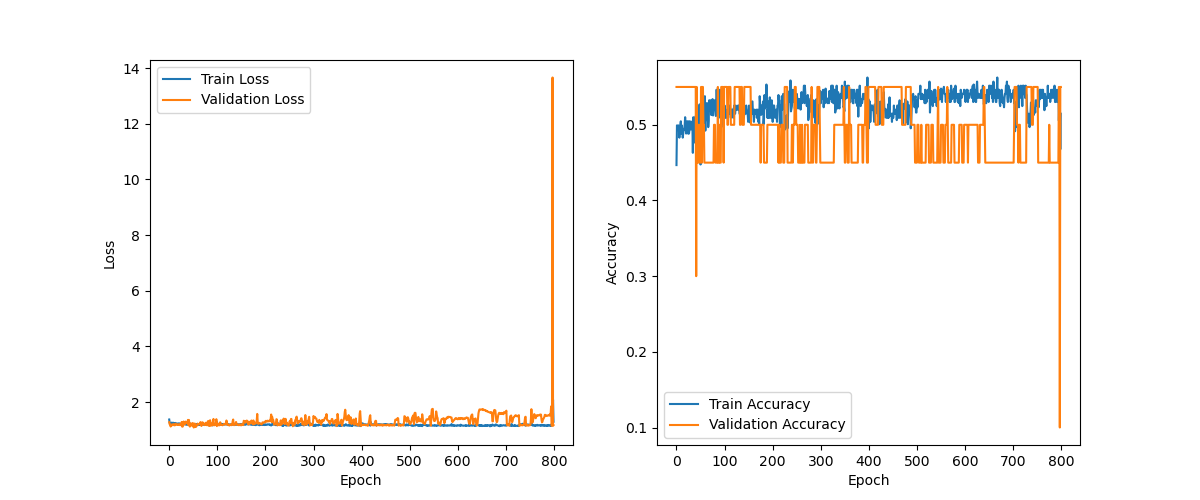 Train Loss
Validation Loss
14
12
10
8
6
4
2
0 100 200 300 400 500 600 700 800
Epoch
Loss
0.5
0.4
0.3
0.2
0.1
Train Accuracy
Validation Accuracy
0 100 200 300 400 500 600 700 800
Epoch
Accuracy